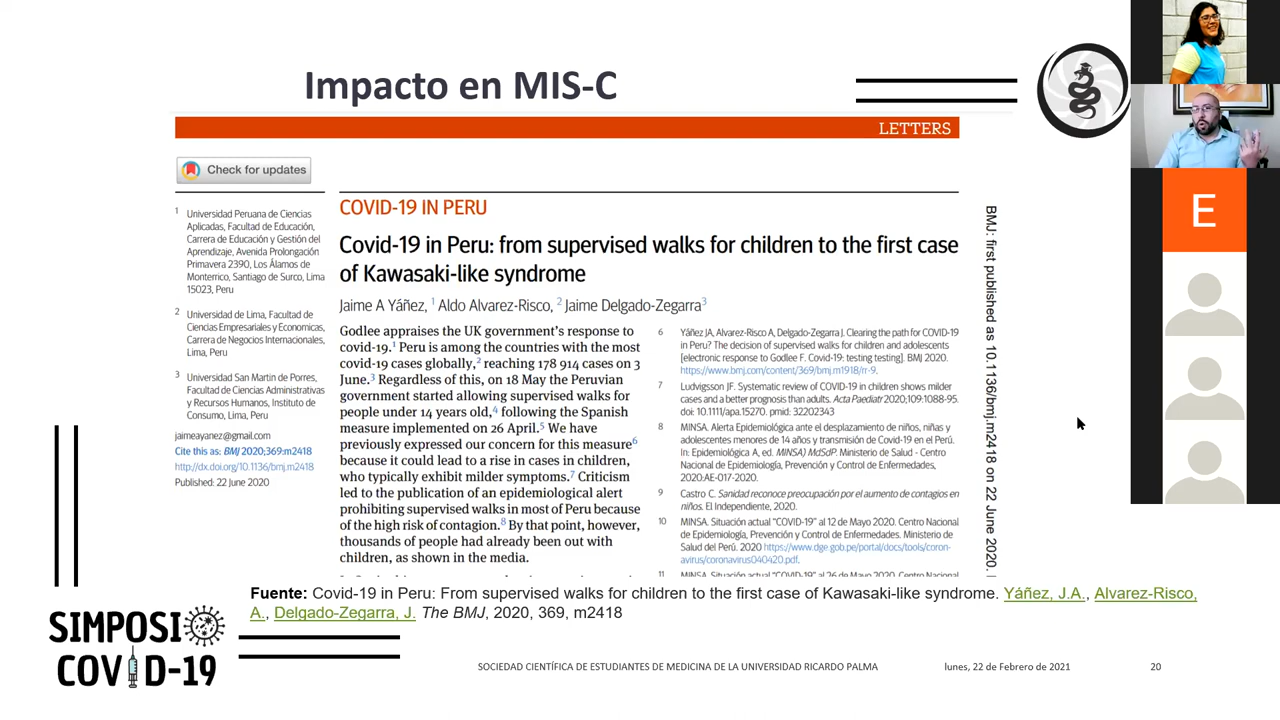 Impacto en MIS-C
LETTERS
Check for updates
1 Universidad Peruana de Ciencias
Aplicadas, Facultad de Educación,
Carrera de Educación y Gestión del
Aprendizaje, Avenida Prolongación
Primavera 2390, Los Álamos de
Monterrico, Santiago de Surco, Lima
15023, Peru
2 Universidad de Lima, Facultad de
Ciencias Empresariales y Economicas,
Carrera de Negocios Internacionales,
Lima, Peru
3 Universidad San Martin de Porres,
Facultad de Ciencias Administrativas
y Recursos Humanos, Instituto de
Consumo, Lima, Peru
jaimeayanez@gmail.com
Cite this as: BMJ 2020;369:m2418
http://dx.doi.org/10.1136/bmj.m2418
Published: 22 June 2020
COVID-19 IN PERU
Covid-19 in Peru: from supervised walks for children to the first case
of Kawasaki-like syndrome
Jaime A Yáñez, 1 Aldo Alvarez-Risco, 2 Jaime Delgado-Zegarra3
Godlee appraises the UK government's response to
covid-19.1 Peru is among the countries with the most
covid-19 cases globally,2 reaching 178 914 cases on 3
June.3 Regardless of this, on 18 May the Peruvian
government started allowing supervised walks for
people under 14 years old,4 following the Spanish
measure implemented on 26 April.5 We have
previously expressed our concern for this measure6
because it could lead to a rise in cases in children,
who typically exhibit milder symptoms.7 Criticism
led to the publication of an epidemiological alert
prohibiting supervised walks in most of Peru because
of the high risk of contagion.8 By that point, however,
thousands of people had already been out with
children, as shown in the media.
6 Yáñez JA, Alvarez-Risco A, Delgado-Zegarra J. Clearing the path for COVID-19
in Peru? The decision of supervised walks for children and adolescents
[electronic response to Godlee F. Covid-19: testing testing]. BMJ 2020.
https://www.bmj.com/content/369/bmj.m1918/rr-9.
7 Ludvigsson JF. Systematic review of COVID-19 in children shows milder
cases and a better prognosis than adults. Acta Paediatr 2020;109:1088-95.
doi: 10.1111/apa.15270. pmid: 32202343
8 MINSA. Alerta Epidemiológica ante el desplazamiento de niños, niñas y
adolescentes menores de 14 años y transmisión de Covid-19 en el Perú.
In: Epidemiológica A, ed. MINSA) MdSdP. Ministerio de Salud - Centro
Nacional de Epidemiología, Prevención y Control de Enfermedades,
2020:AE-017-2020.
9 Castro C. Sanidad reconoce preocupación por el aumento de contagios en
niños. El Independiente, 2020.
10 MINSA. Situación actual "COVID-19" al 12 de Mayo 2020. Centro Nacional
de Epidemiología, Prevención y Control de Enfermedades. Ministerio de
Salud del Perú. 2020 https://www.dge.gob.pe/portal/docs/tools/coron-
avirus/coronavirus040420.pdf.
11 MINSA. Situación actual "COVID-19" al 26 de Mayo 2020. Centro Nacional
BMJ: first published as 10.1136/bmj.m2418 on 22 June 2020.
E
Fuente: Covid-19 in Peru: From supervised walks for children to the first case of Kawasaki-like syndrome. Yáñez, J.A., Alvarez-Risco,
A., Delgado-Zegarra, J. The BMJ, 2020, 369, m2418
SIMPOSIO
COVID-19
SOCIEDAD CIENTÍFICA DE ESTUDIANTES DE MEDICINA DE LA UNIVERSIDAD RICARDO PALMA
lunes, 22 de Febrero de 2021
20